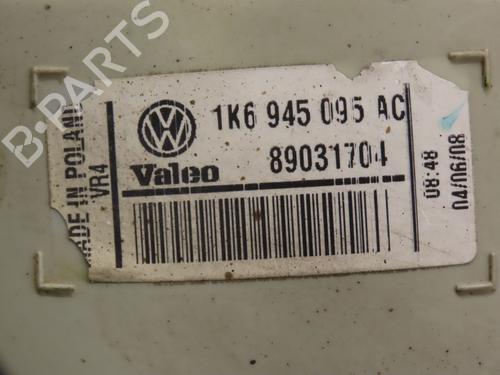 B-PARTS
MADE IN POLAND
VR4
1K6 945 095 AC
89031704
Valeo
08:48
04/06/08